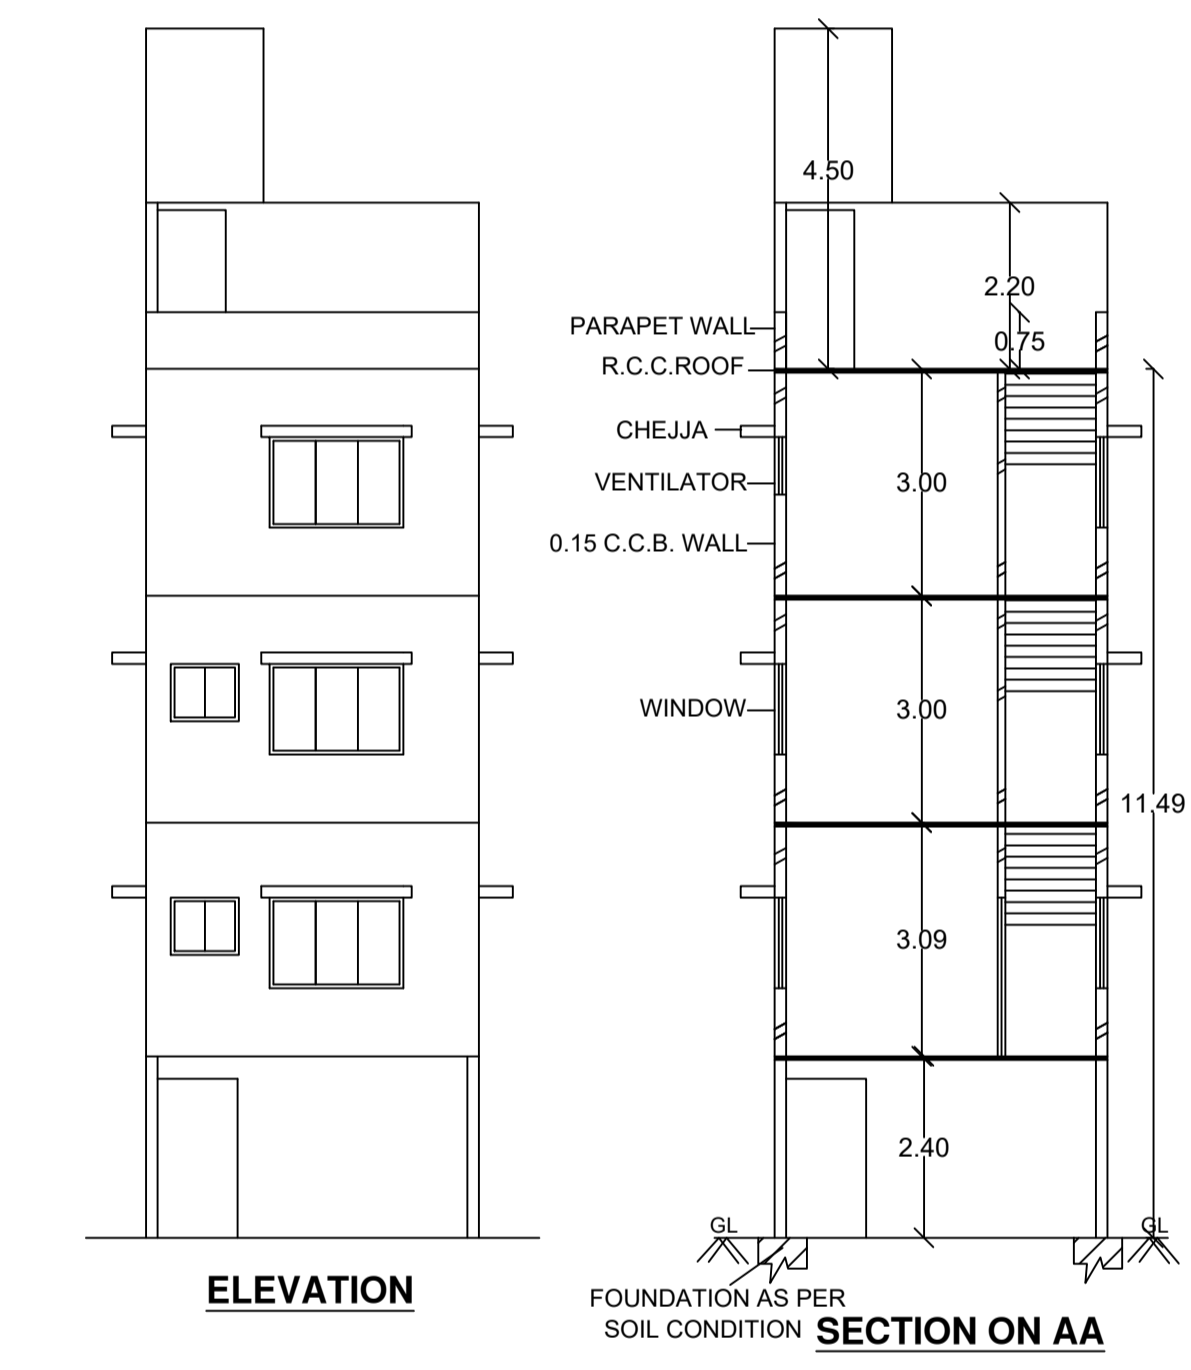 4.50
2.20
PARAPET WALL
0.75
R.C.C.ROOF
CHEJJA
VENTILATOR
3.00
0.15 C.C.B. WALL
WINDOW
3.00
11.49
3.09
2.40
GL
GL
ELEVATION
FOUNDATION AS PER
SOIL CONDITION
SECTION ON AA